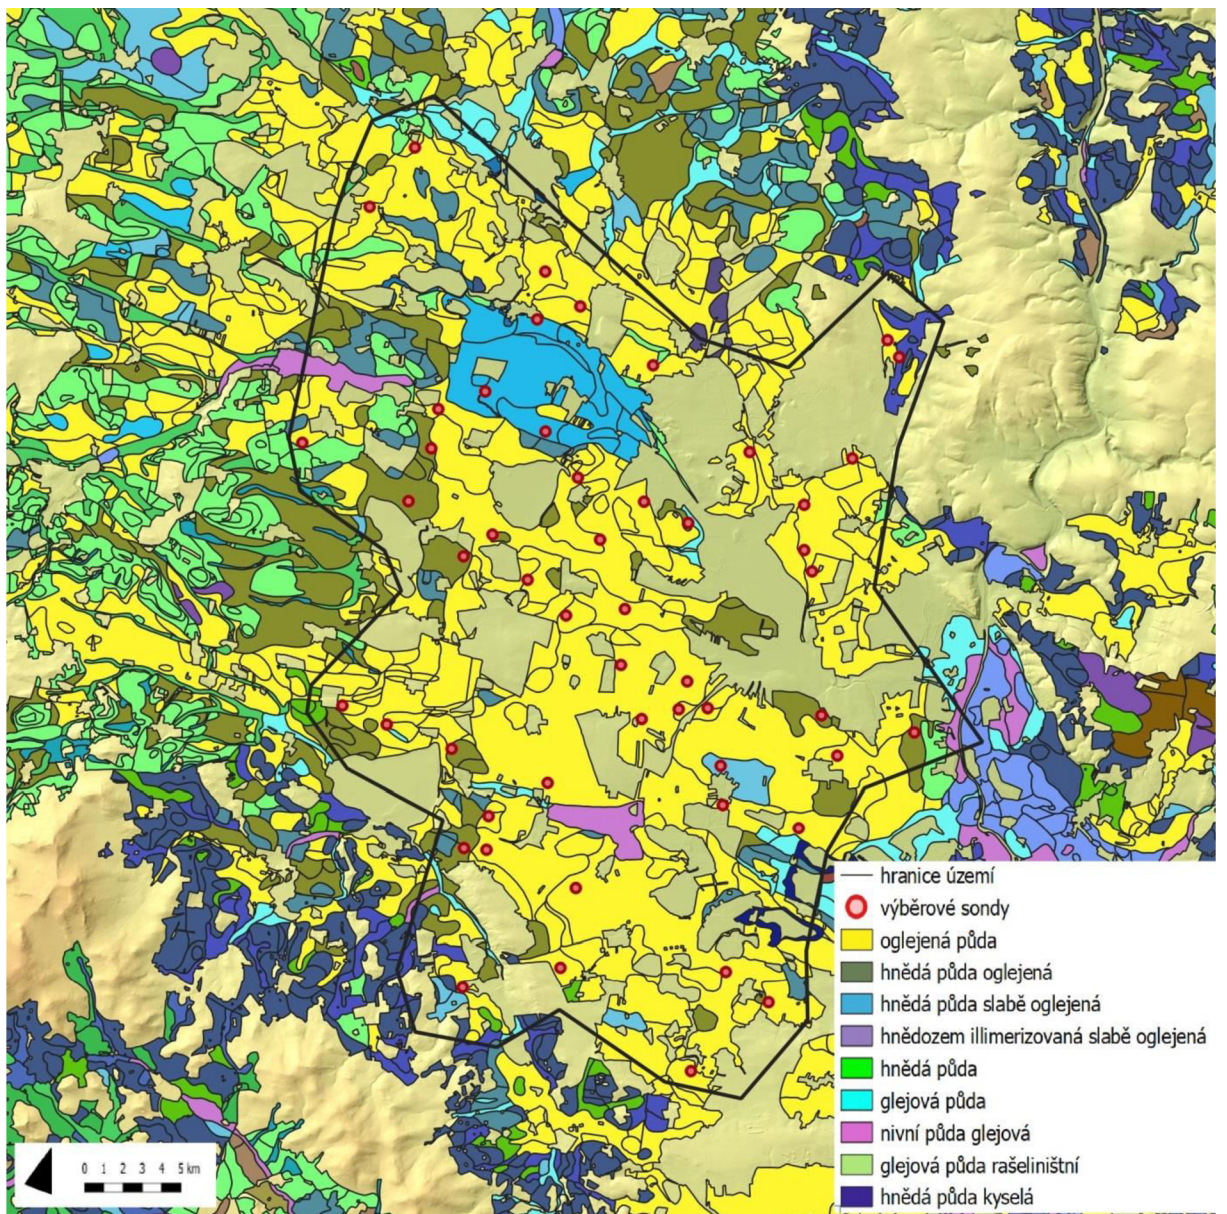 hranice území
výběrové sondy
oglejená půda
hnědá půda oglejená
hnědá půda slabě oglejená
hnědozem illimerizovaná slabě oglejená
hnědá půda
glejová půda
nivní půda glejová
glejová půda rašeliništní
hnědá půda kyselá
0 1 2 3 4 5 km